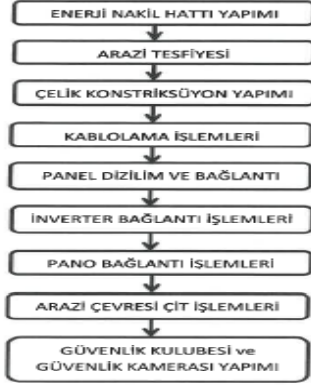 ENERJİ NAKİL HATTI YAPIMI
ARAZİ TESFİYESİ
ÇELİK KONSTRİKSÜYON YAPIMI
KABLOLAMA İŞLEMLERİ
PANEL DİZİLİM VE BAĞLANTI
İNVERTER BAĞLANTI İŞLEMLERİ
PANO BAĞLANTI İŞLEMLERİ
ARAZİ ÇEVRESİ ÇİT İŞLEMLERİ
GÜVENLİK KULUBESİ ve
GÜVENLİK KAMERASI YAPIMI